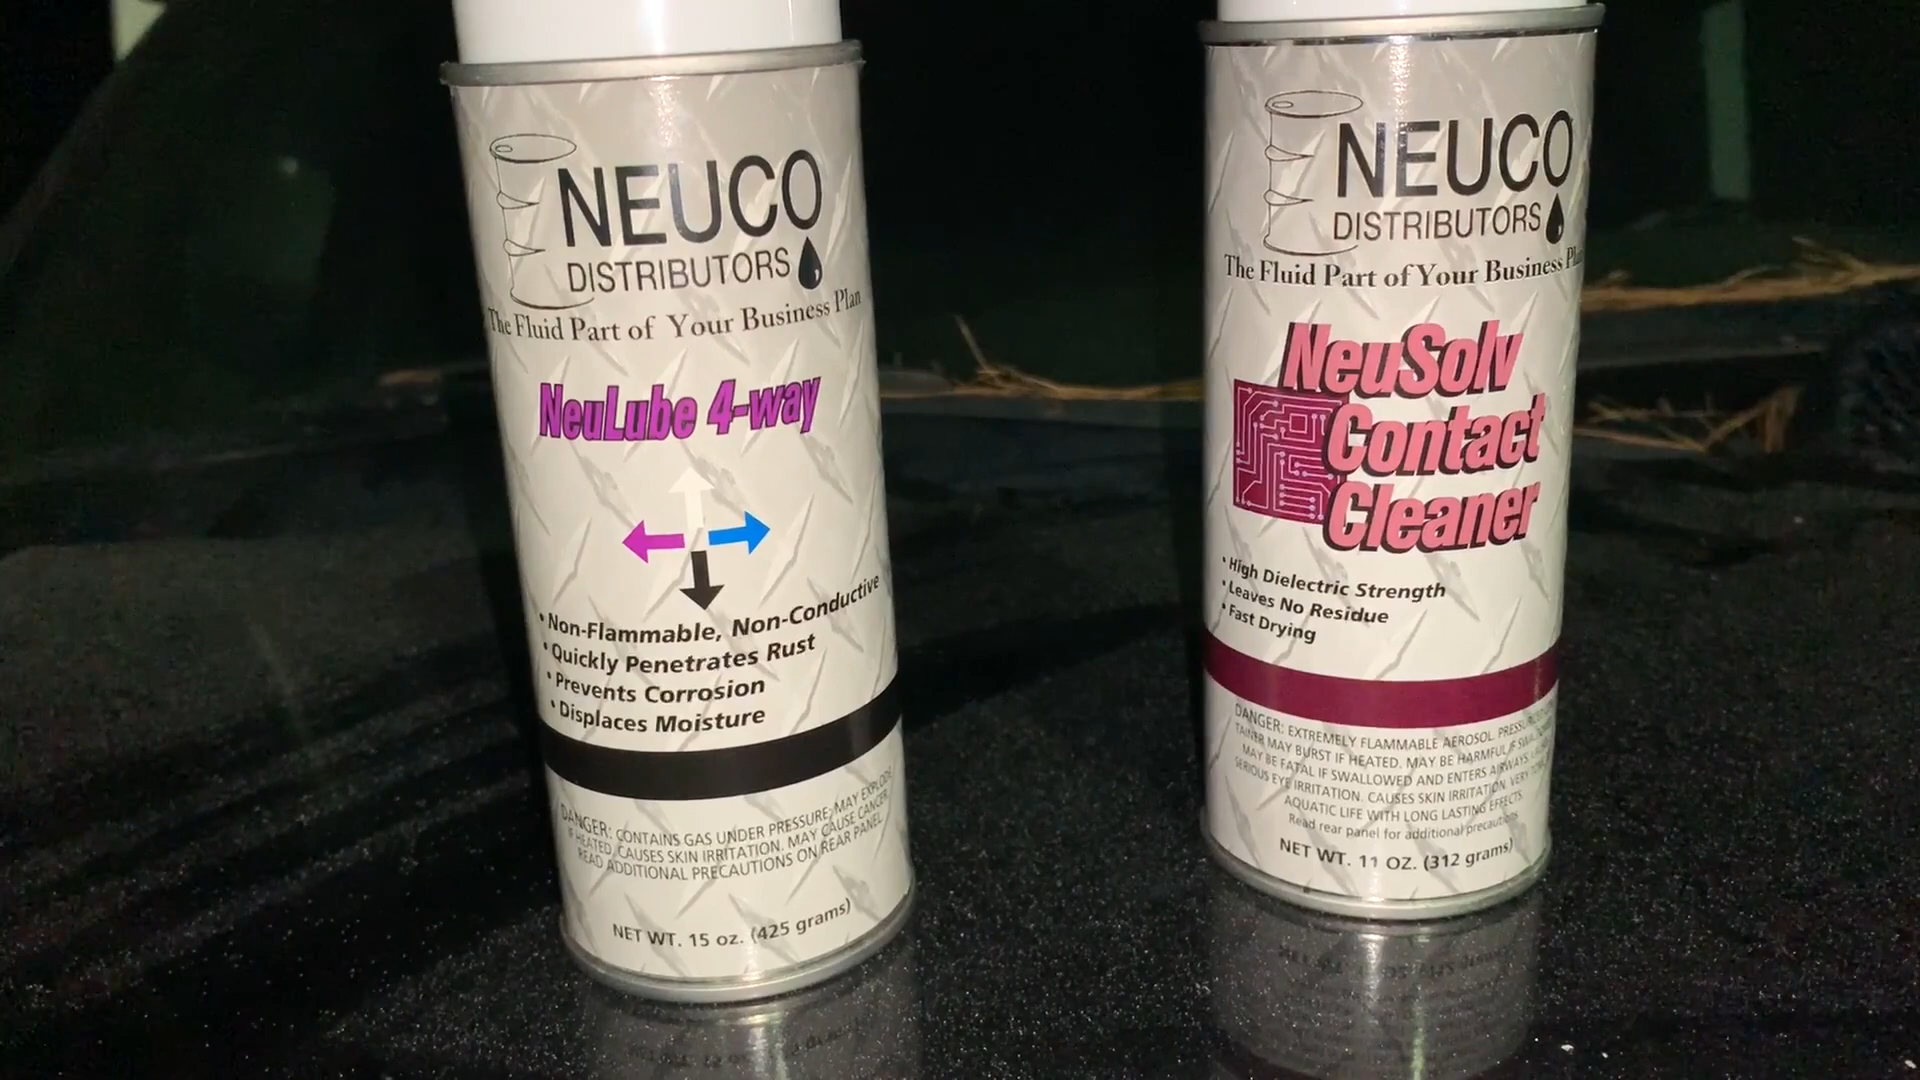 NEUCO
DISTRIBUTORS
The Fluid Part of Your Business Plan
NeuLube 4-way
• Non-Flammable, Non-Conductive
• Quickly Penetrates Rust
• Prevents Corrosion
• Displaces Moisture
DANGER: CONTAINS GAS UNDER PRESSURE; MAY EXPLODE
IF HEATED. CAUSES SKIN IRRITATION. MAY CAUSE CANCER.
READ ADDITIONAL PRECAUTIONS ON REAR PANEL.
NET WT. 15 oz. (425 grams)
NEUCO
DISTRIBUTORS
The Fluid Part of Your Business Plan
NeuSolv
Contact
Cleaner
• High Dielectric Strength
• Leaves No Residue
• Fast Drying
DANGER: EXTREMELY FLAMMABLE AEROSOL.
TAINER MAY BURST IF HEATED. MAY BE HARMFUL IF
MAY BE FATAL IF SWALLOWED AND ENTERS AIRWAYS.
SERIOUS EYE IRRITATION. CAUSES SKIN IRRITATION. VERY
AQUATIC LIFE WITH LONG LASTING EFFECTS.
Read rear panel for additional precautions.
NET WT. 11 OZ. (312 grams)